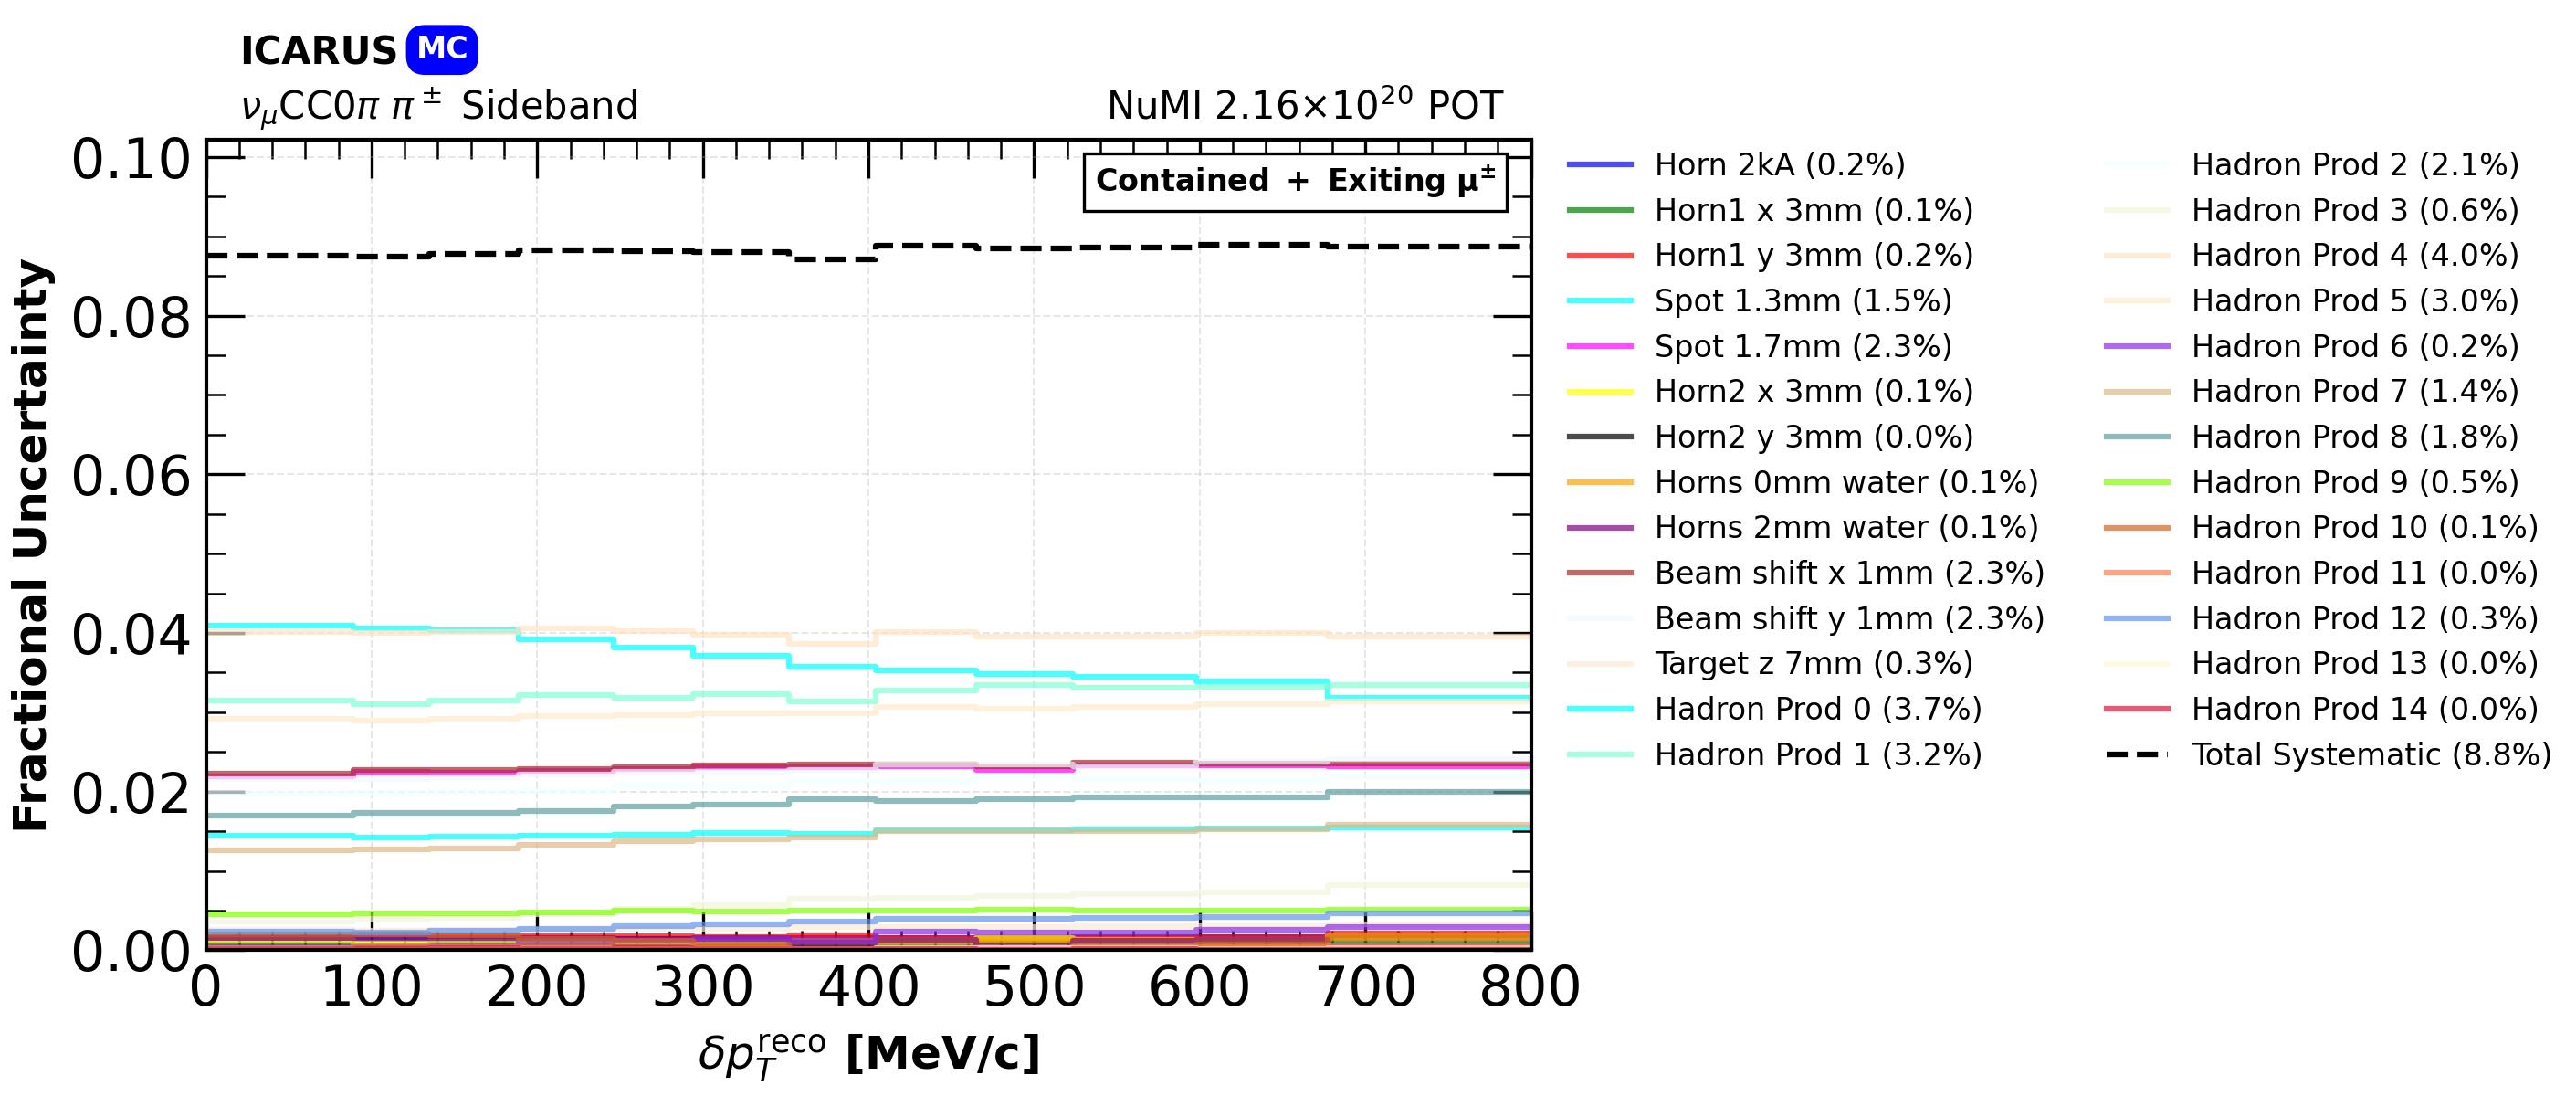 ICARUS MC
νμCC0π π± Sideband
NuMI 2.16×10²⁰ POT
Contained + Exiting μ±
Fractional Uncertainty
0.10
0.08
0.06
0.04
0.02
0.00
0 100 200 300 400 500 600 700 800
δp_T^reco [MeV/c]
Horn 2kA (0.2%)
Horn1 x 3mm (0.1%)
Horn1 y 3mm (0.2%)
Spot 1.3mm (1.5%)
Spot 1.7mm (2.3%)
Horn2 x 3mm (0.1%)
Horn2 y 3mm (0.0%)
Horns 0mm water (0.1%)
Horns 2mm water (0.1%)
Beam shift x 1mm (2.3%)
Beam shift y 1mm (2.3%)
Target z 7mm (0.3%)
Hadron Prod 0 (3.7%)
Hadron Prod 1 (3.2%)
Hadron Prod 2 (2.1%)
Hadron Prod 3 (0.6%)
Hadron Prod 4 (4.0%)
Hadron Prod 5 (3.0%)
Hadron Prod 6 (0.2%)
Hadron Prod 7 (1.4%)
Hadron Prod 8 (1.8%)
Hadron Prod 9 (0.5%)
Hadron Prod 10 (0.1%)
Hadron Prod 11 (0.0%)
Hadron Prod 12 (0.3%)
Hadron Prod 13 (0.0%)
Hadron Prod 14 (0.0%)
Total Systematic (8.8%)